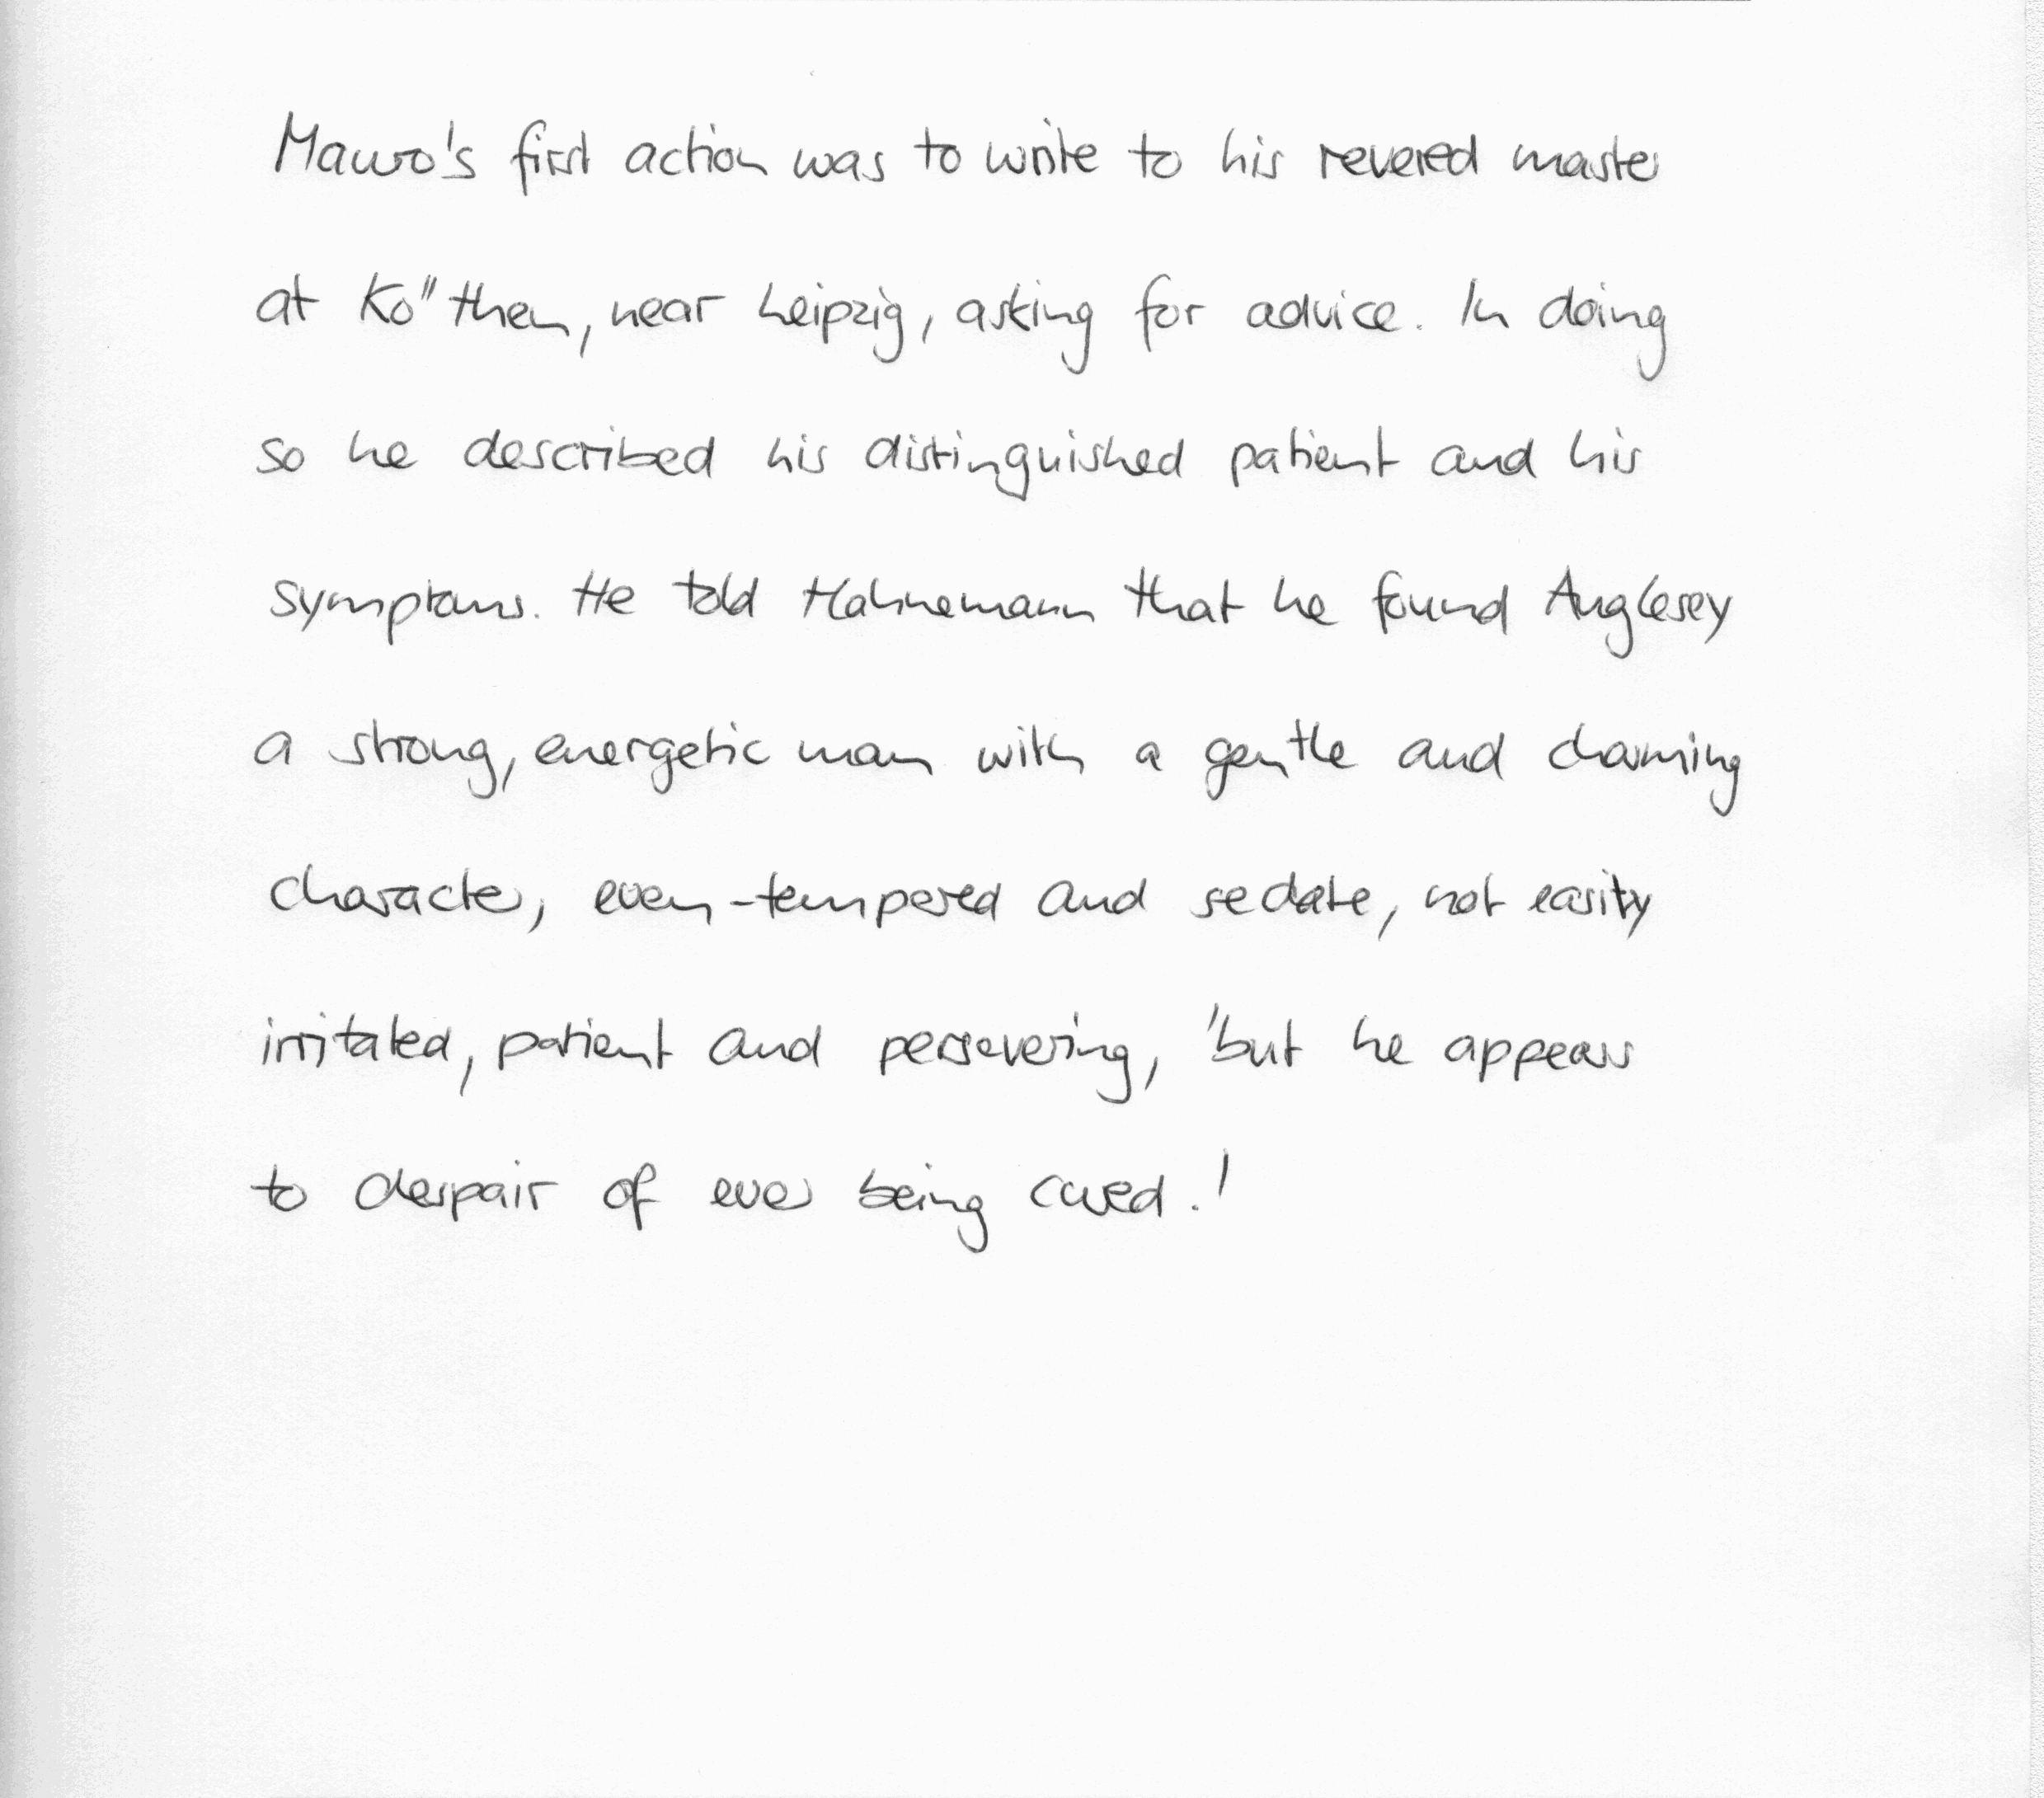 Mauro's first action was to write to his revered master
at Ko"then, near Leipzig, asking for advice. In doing
so he described his distinguished patient and his
symptoms. He told Hahnemann that he found Anglesey
a strong, energetic man with a gentle and charming
character, even-tempered and sedate, not easity
irritated, patient and persevering, 'but he appears
to despair of ever being cured.'